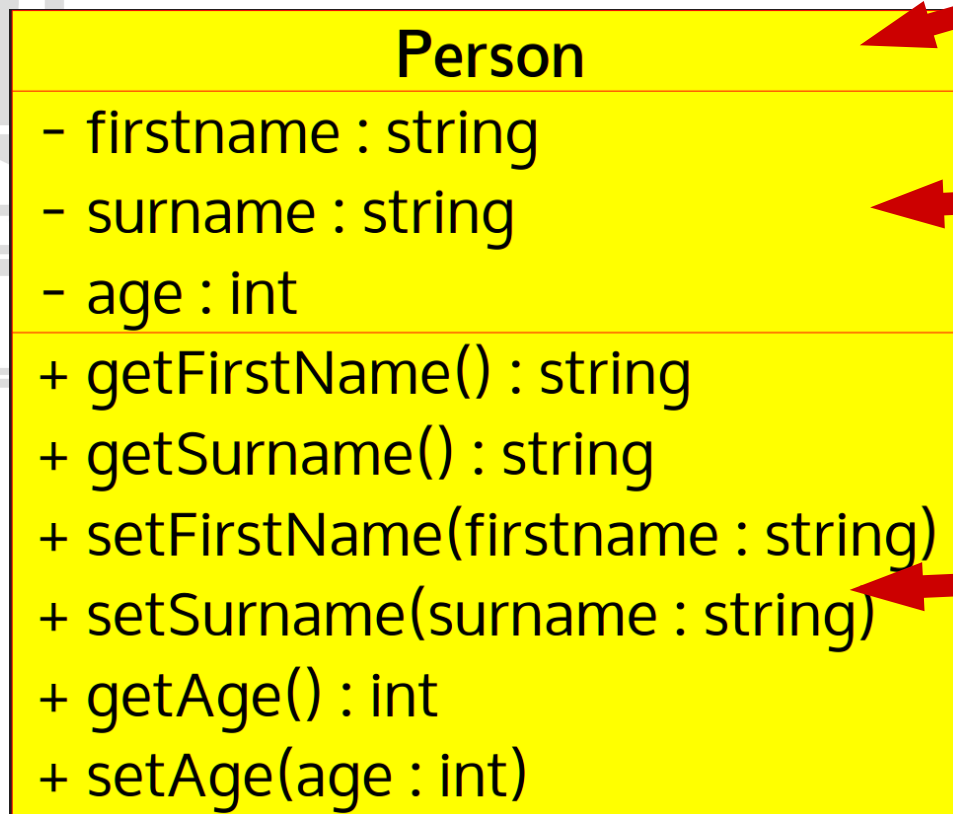 Person
- firstname : string
- surname : string
- age : int
+ getFirstName() : string
+ getSurname() : string
+ setFirstName(firstname : string)
+ setSurname(surname : string)
+ getAge() : int
+ setAge(age : int)